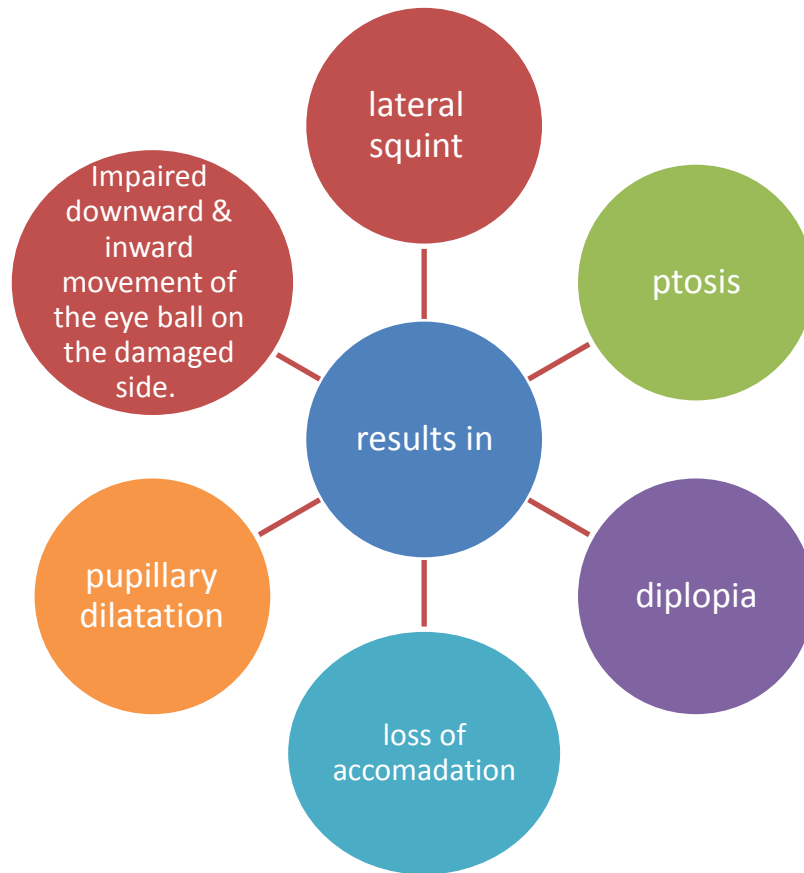 lateral
squint
Impaired
downward &
inward
movement of
the eye ball on
the damaged
side.
ptosis
results in
pupillary
dilatation
diplopia
loss of
accomadation